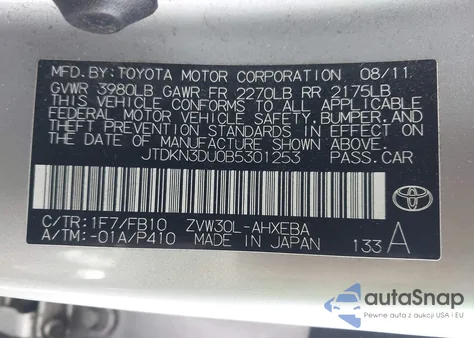 MFD.BY:TOYOTA MOTOR CORPORATION 08/11
GVWR 3980LB GAWR FR 2270LB RR 2175LB
THIS VEHICLE CONFORMS TO ALL APPLICABLE
FEDERAL MOTOR VEHICLE SAFETY,BUMPER,AND
THEFT PREVENTION STANDARDS IN EFFECT ON
THE DATE OF MANUFACTURE SHOWN ABOVE.
JTDKN3DU0B5301253 PASS.CAR
C/TR:1F7/FB10 ZVW30L-AHXEBA
A/TM:-01A/P410 MADE IN JAPAN
133 A
TOYOTA
autoSnap
Pewne auta z aukcji USA i EU